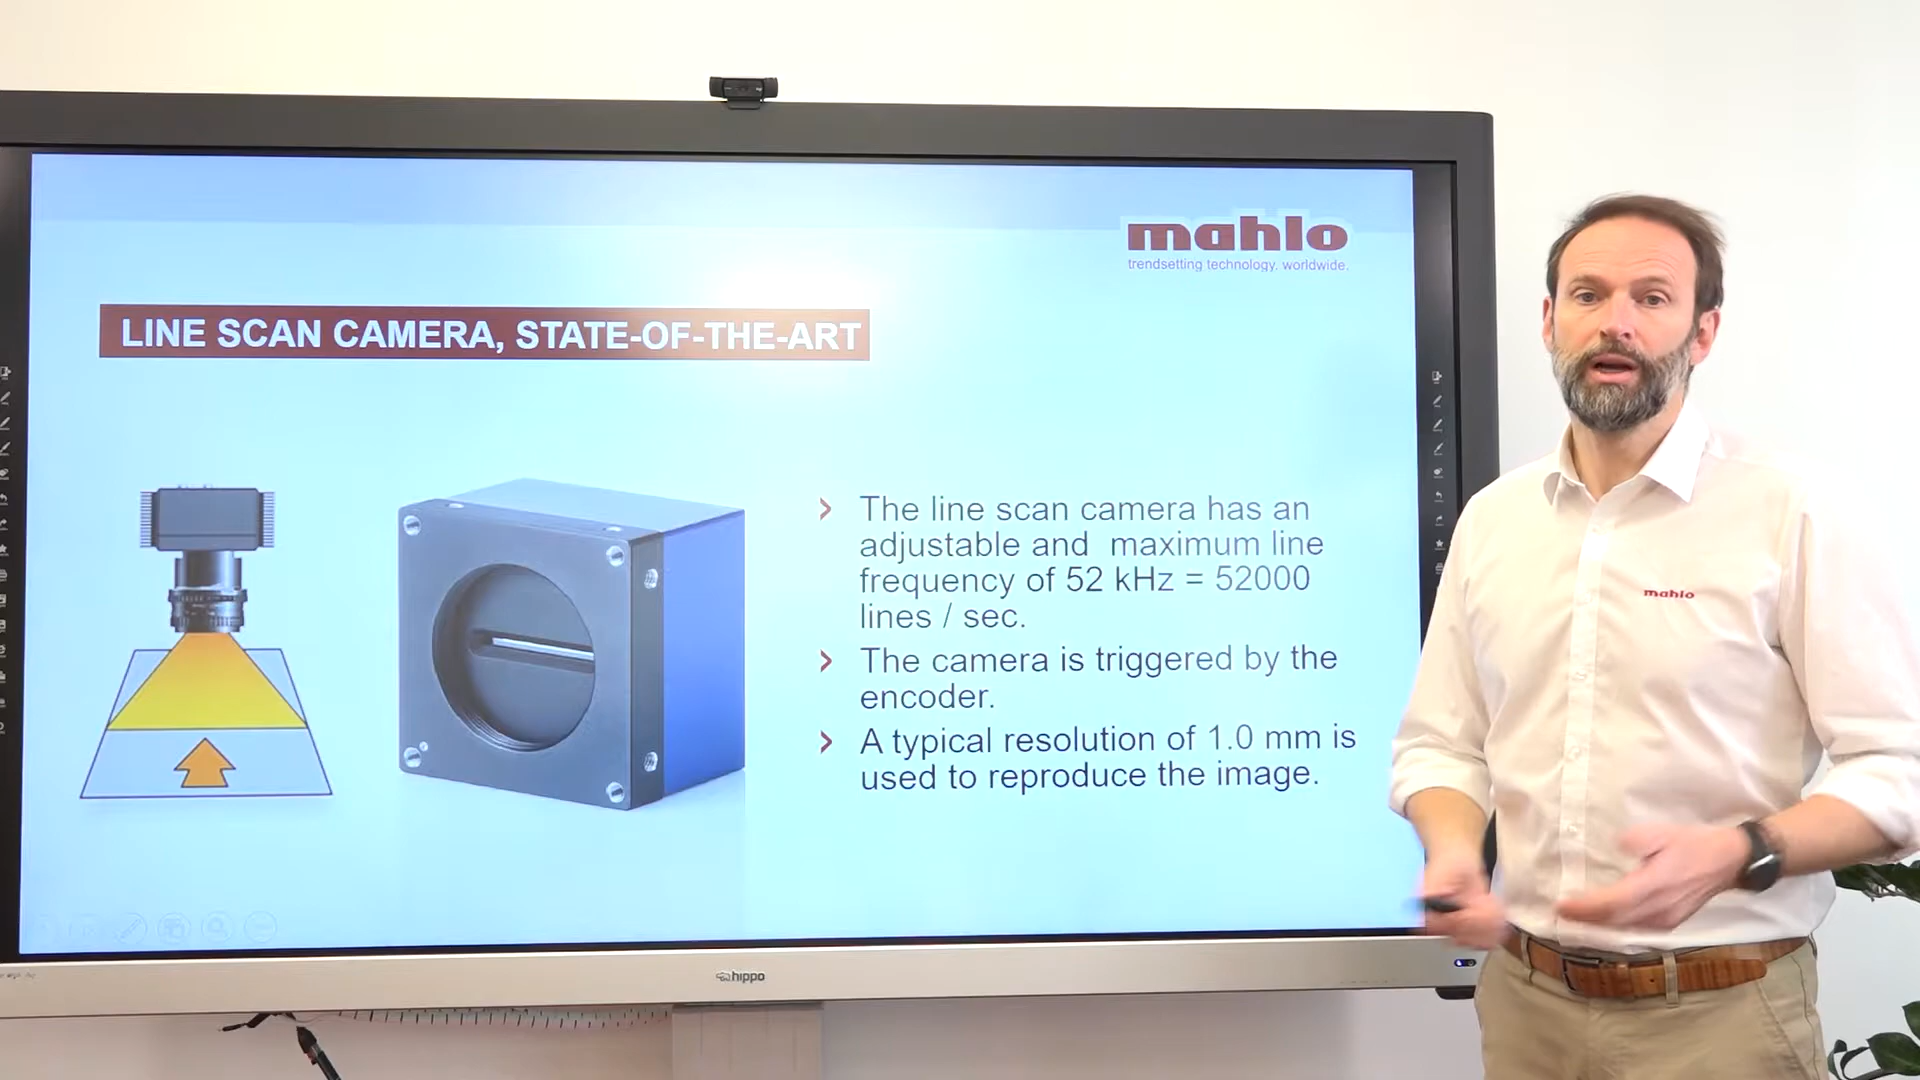 mahlo
trendsetting technology. worldwide.
LINE SCAN CAMERA, STATE-OF-THE-ART
The line scan camera has an
adjustable and maximum line
frequency of 52 kHz = 52000
lines / sec.
The camera is triggered by the
encoder.
A typical resolution of 1.0 mm is
used to reproduce the image.
mahlo
hippo